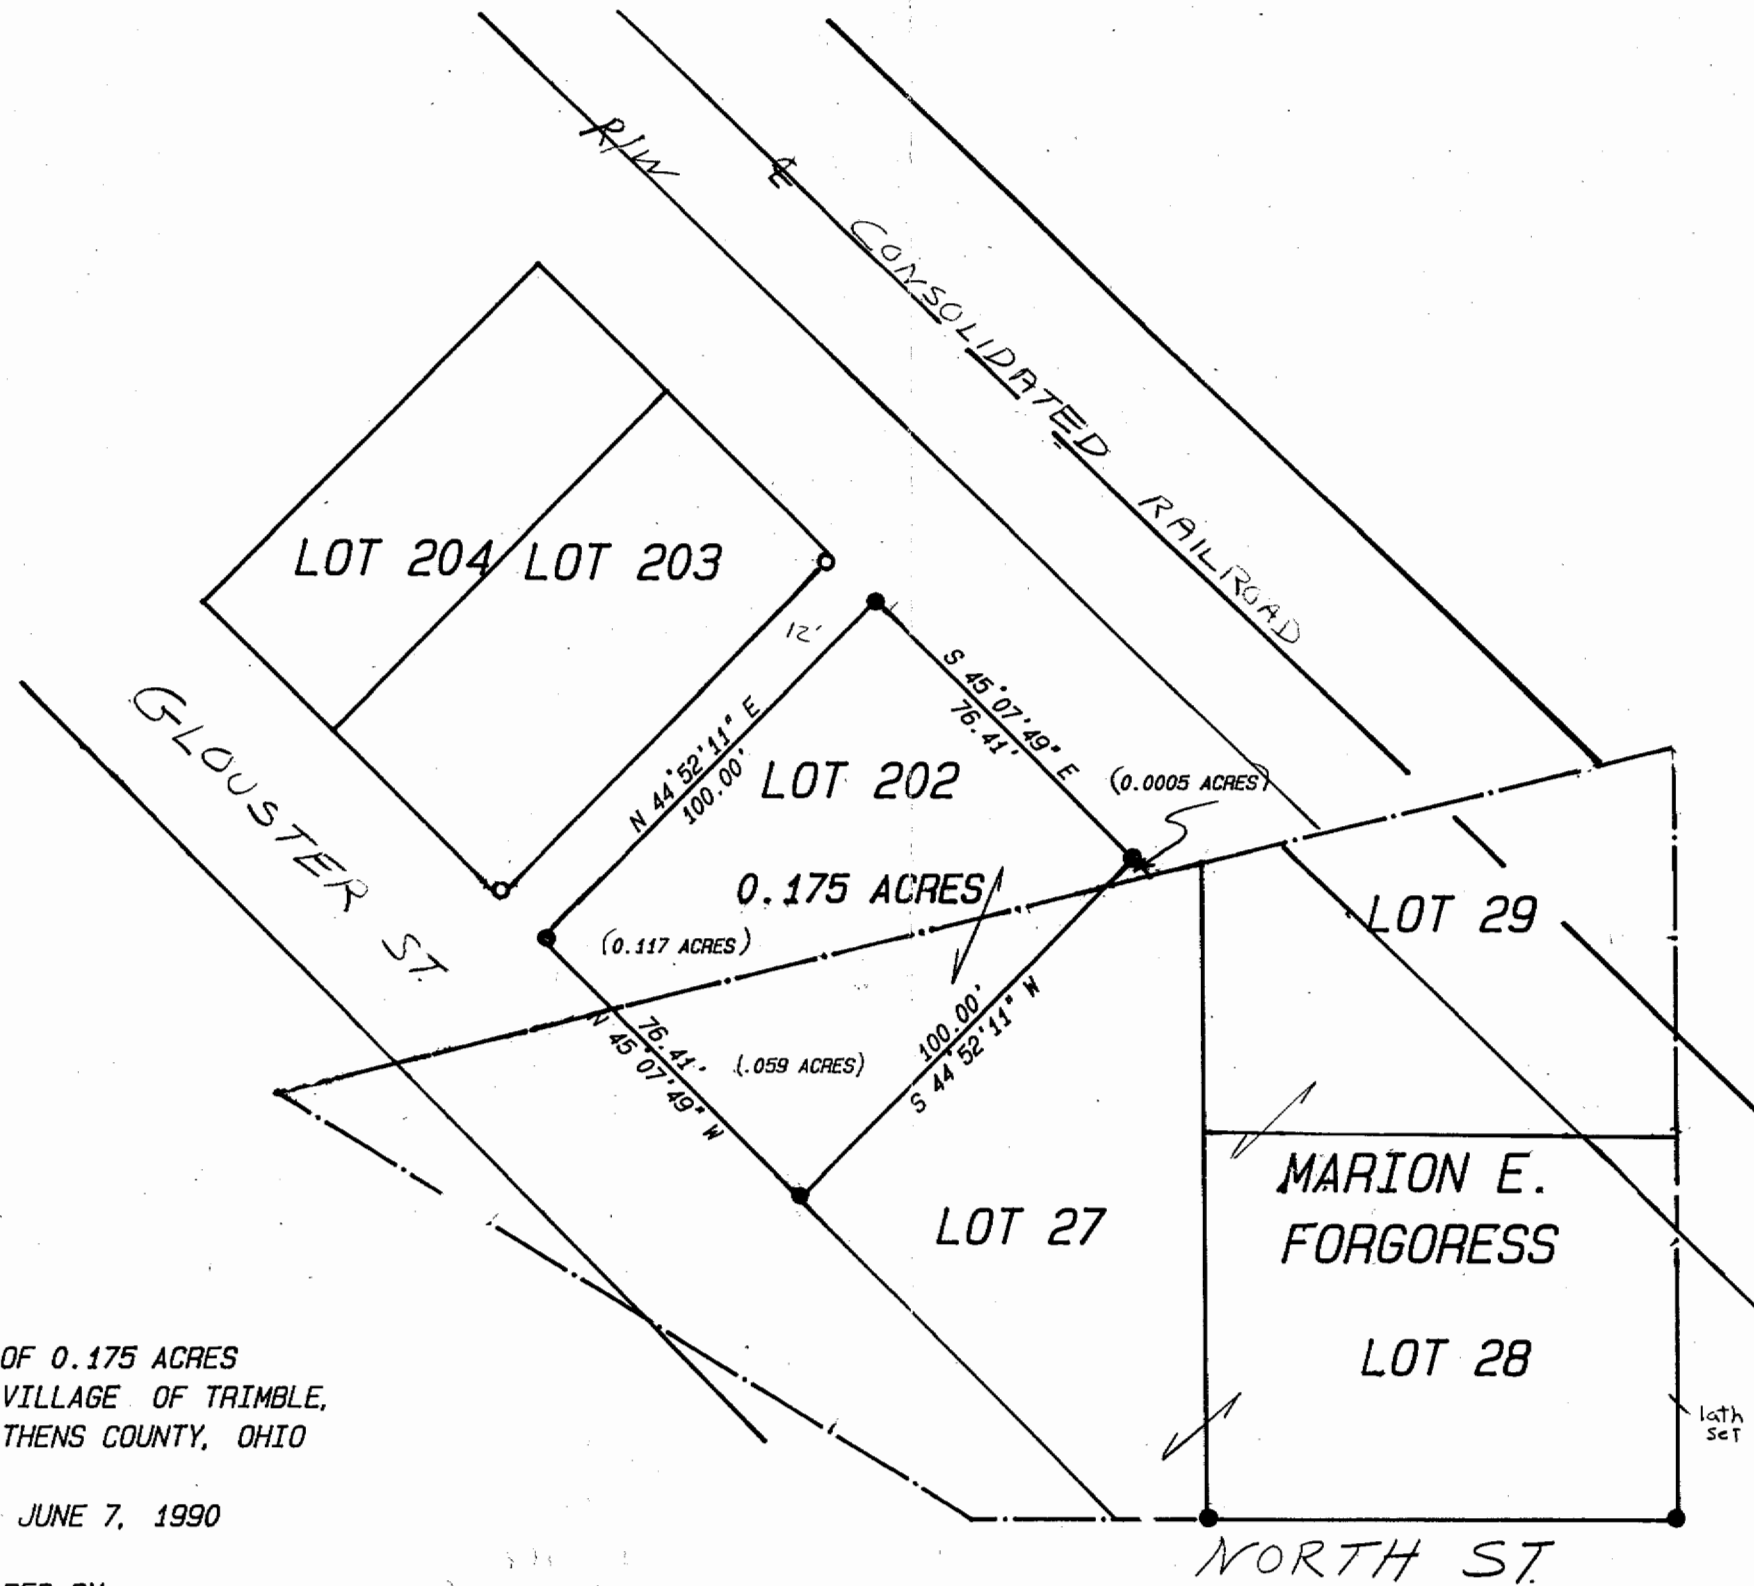 R/W
℄
CONSOLIDATED RAILROAD
LOT 204
LOT 203
12'
GLOUSTER ST.
N 44°52'11" E
100.00'
S 45°07'49" E
76.41'
LOT 202
(0.0005 ACRES)
0.175 ACRES
(0.117 ACRES)
LOT 29
76.41'
N 45°07'49" W
(.059 ACRES)
100.00'
S 44°52'11" W
MARION E.
FORGORESS
LOT 27
LOT 28
lath
set
OF 0.175 ACRES
VILLAGE OF TRIMBLE,
THENS COUNTY, OHIO
JUNE 7, 1990
NORTH ST.